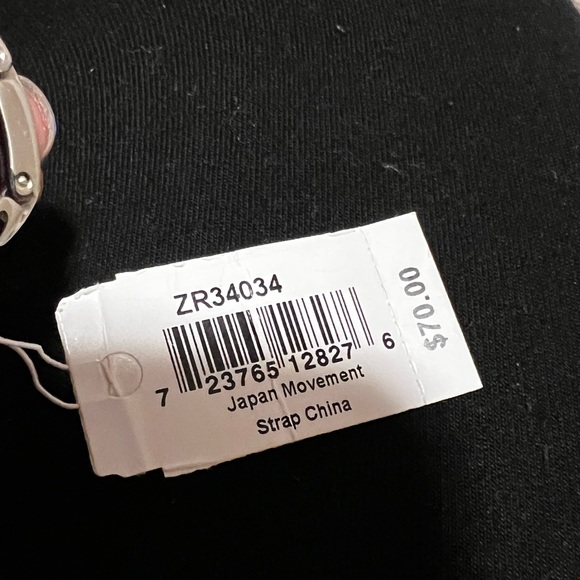 ZR34034
7 23765 12827 6
Japan Movement
Strap China
$70.00